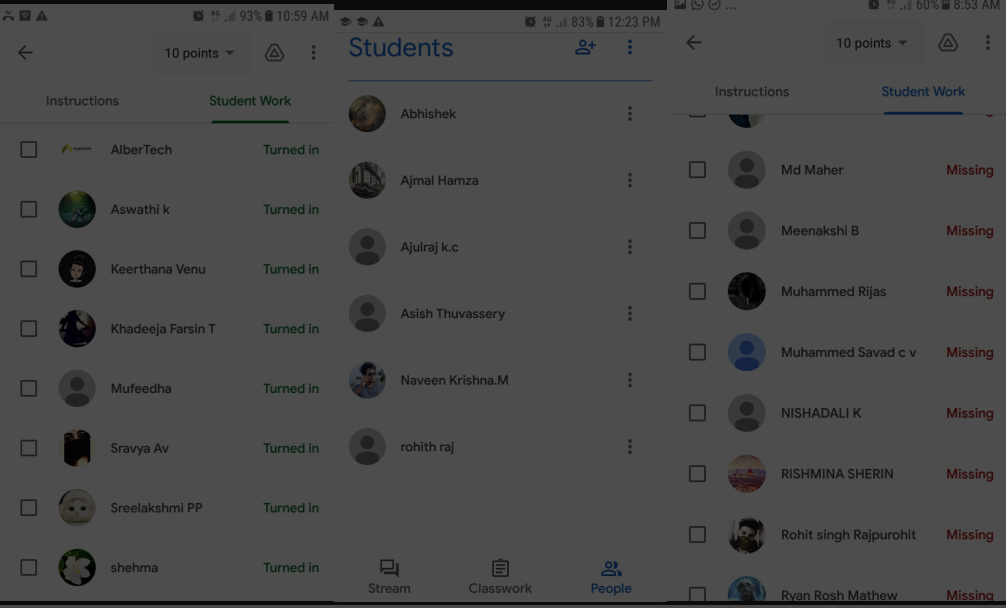 93% 10:59 AM
10 points
Instructions Student Work
AlberTech Turned in
Aswathi k Turned in
Keerthana Venu Turned in
Khadeeja Farsin T Turned in
Mufeedha Turned in
Sravya Av Turned in
Sreelakshmi PP Turned in
shehma Turned in
83% 12:23 PM
Students
Abhishek
Ajmal Hamza
Ajulraj k.c
Asish Thuvassery
Naveen Krishna.M
rohith raj
Stream Classwork People
... 60% 8:53 AM
10 points
Instructions Student Work
Md Maher Missing
Meenakshi B Missing
Muhammed Rijas Missing
Muhammed Savad c v Missing
NISHADALI K Missing
RISHMINA SHERIN Missing
Rohit singh Rajpurohit Missing
Ryan Rosh Mathew Missing